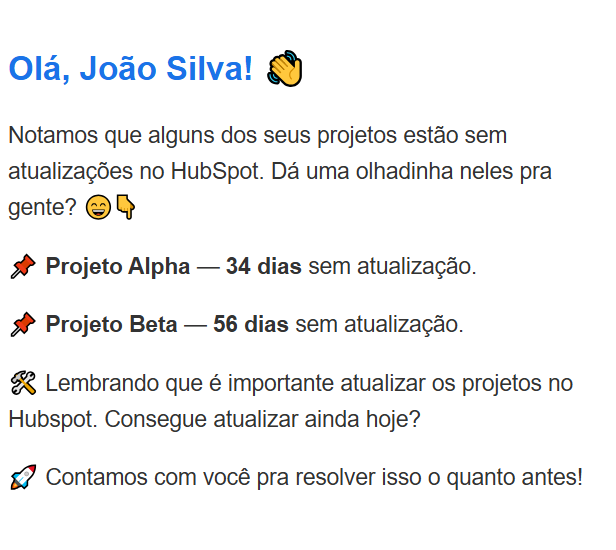 Olá, João Silva! 👋
Notamos que alguns dos seus projetos estão sem
atualizações no HubSpot. Dá uma olhadinha neles pra
gente? 😄👇
📌 Projeto Alpha — 34 dias sem atualização.
📌 Projeto Beta — 56 dias sem atualização.
🛠️ Lembrando que é importante atualizar os projetos no
Hubspot. Consegue atualizar ainda hoje?
🚀 Contamos com você pra resolver isso o quanto antes!